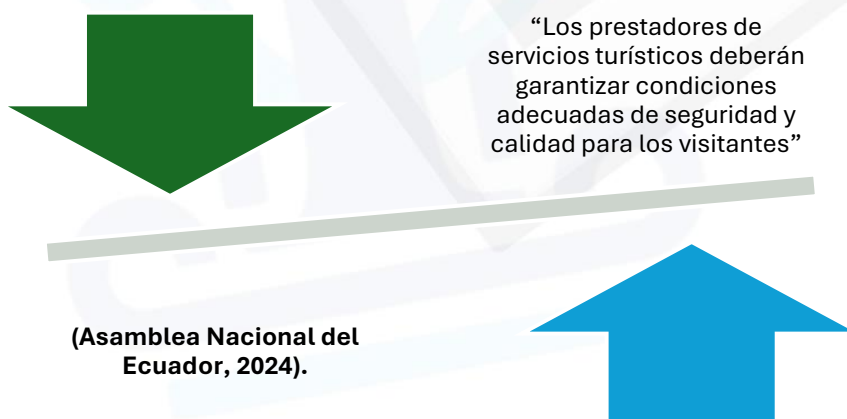 “Los prestadores de
servicios turísticos deberán
garantizar condiciones
adecuadas de seguridad y
calidad para los visitantes”
(Asamblea Nacional del
Ecuador, 2024).